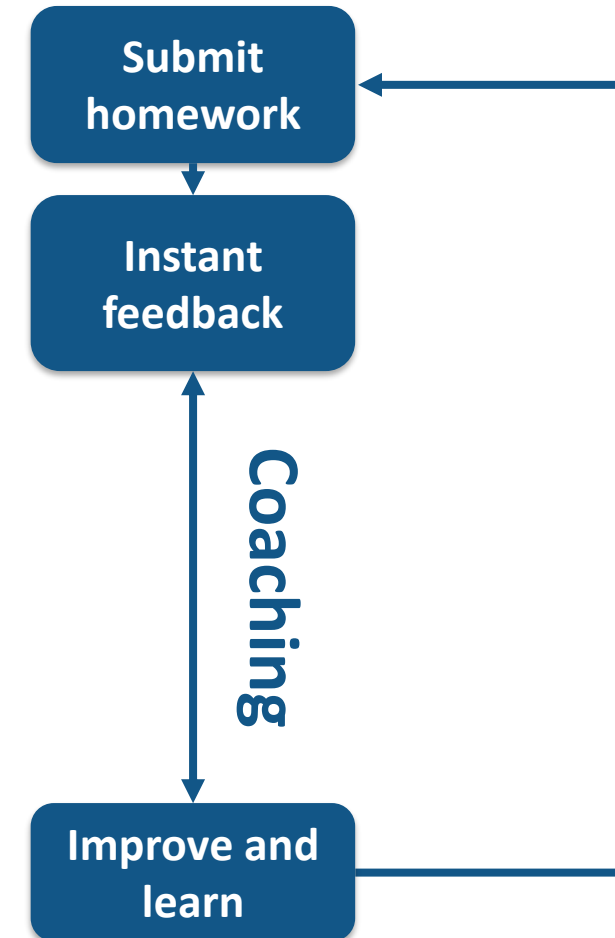 Submit
homework
Instant
feedback
Coaching
Improve and
learn